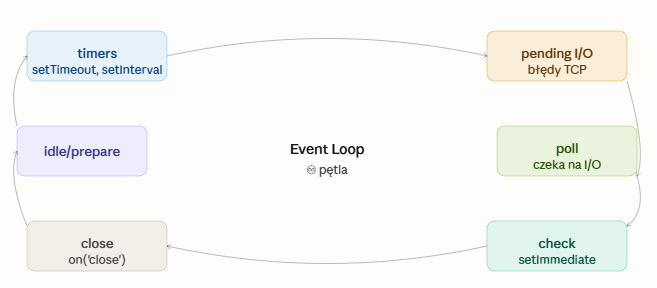 timers
setTimeout, setInterval
pending I/O
błędy TCP
idle/prepare
Event Loop
♾ pętla
poll
czeka na I/O
close
on('close')
check
setImmediate